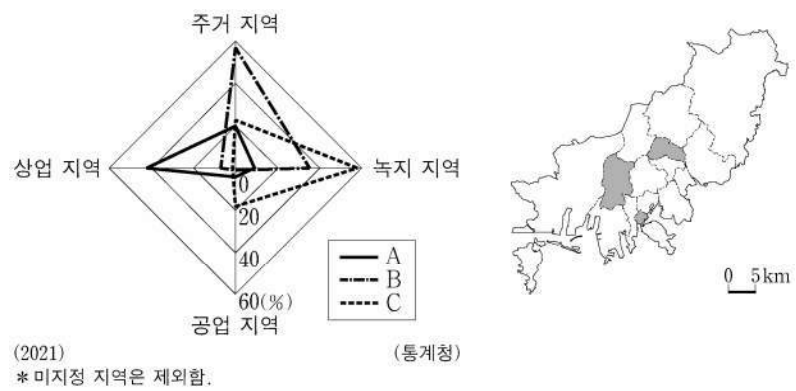 주거 지역
상업 지역
녹지 지역
0
20
40
60(%)
공업 지역
A
B
C
0 5km
(2021)
(통계청)
* 미지정 지역은 제외함.